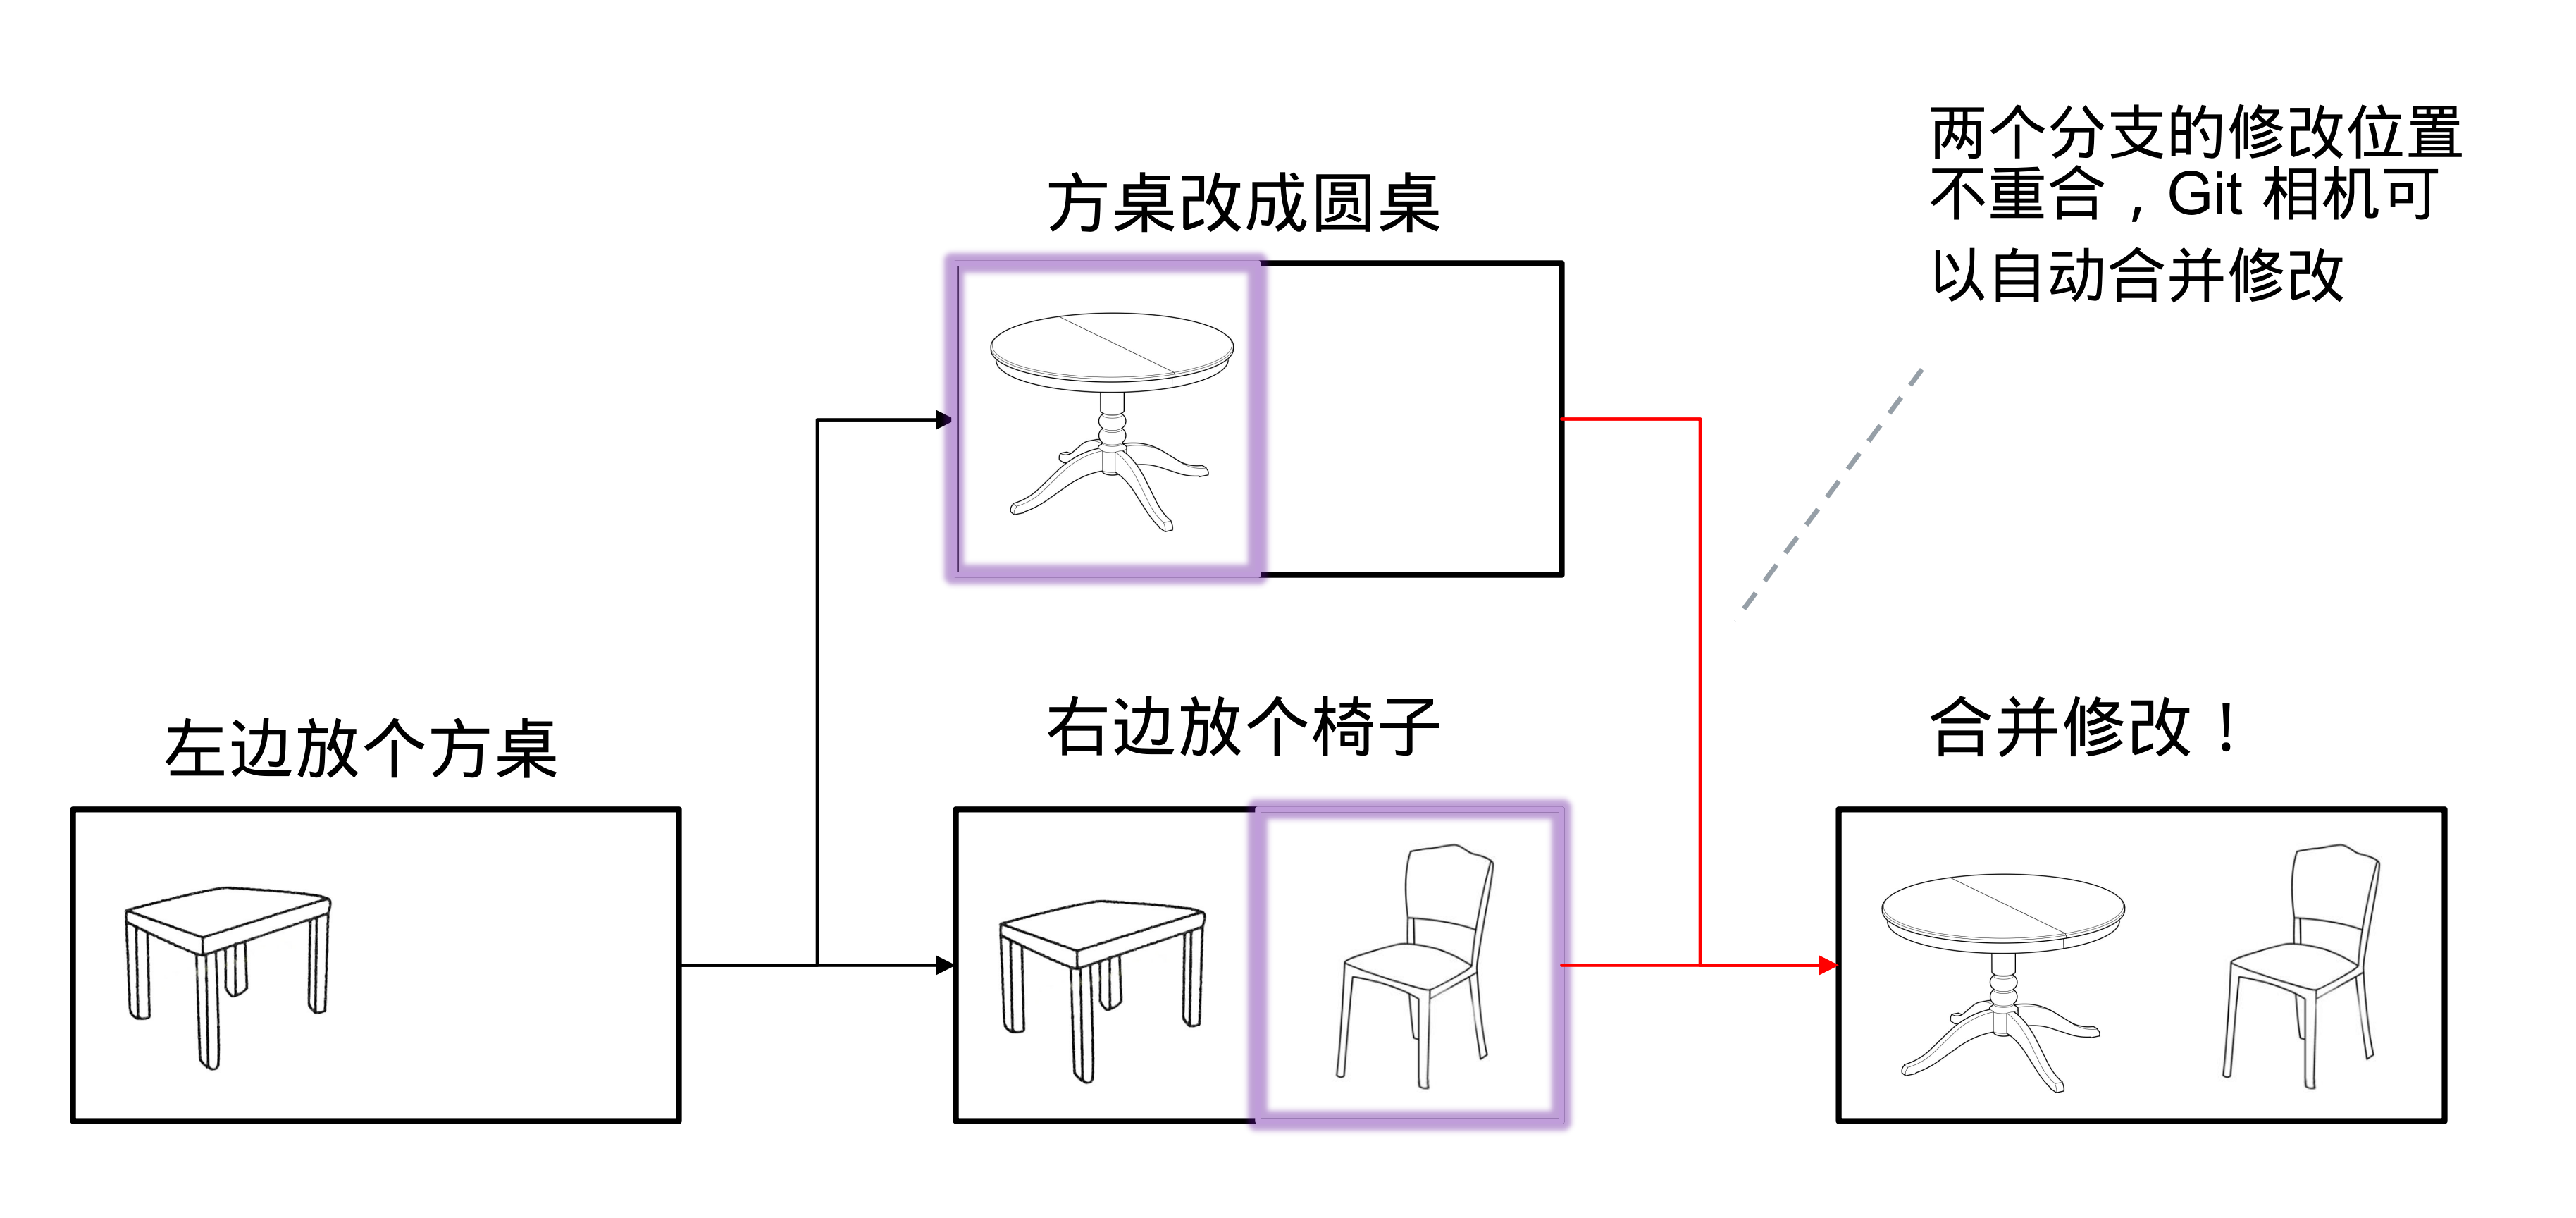 两个分支的修改位置
不重合，Git 相机可
以自动合并修改
方桌改成圆桌
左边放个方桌
右边放个椅子
合并修改！